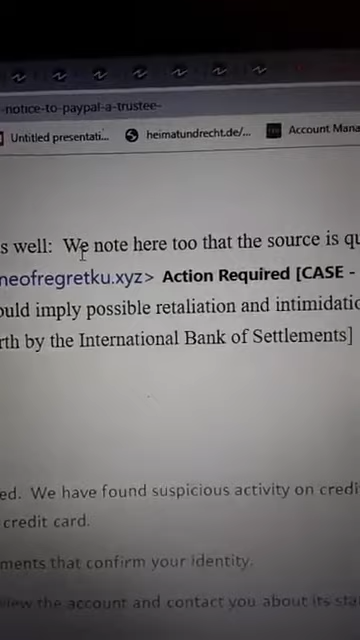 -notice-to-paypal-a-trustee-
Untitled presentati... heimatundrecht.de/... Account Mana
s well: We note here too that the source is qu
neofregretku.xyz> Action Required [CASE -
ould imply possible retaliation and intimidatio
rth by the International Bank of Settlements]
ed. We have found suspicious activity on credi
credit card.
ments that confirm your identity.
view the account and contact you about its sta